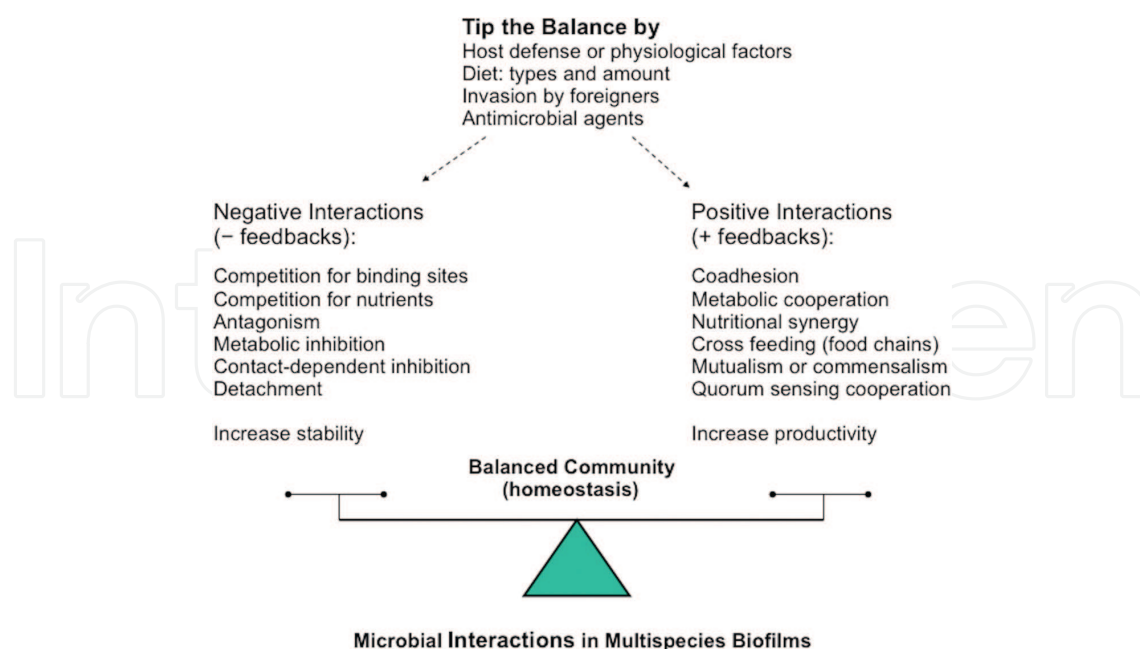 Tip the Balance by
Host defense or physiological factors
Diet: types and amount
Invasion by foreigners
Antimicrobial agents
Negative Interactions
(− feedbacks):
Competition for binding sites
Competition for nutrients
Antagonism
Metabolic inhibition
Contact-dependent inhibition
Detachment
Increase stability
Positive Interactions
(+ feedbacks):
Coadhesion
Metabolic cooperation
Nutritional synergy
Cross feeding (food chains)
Mutualism or commensalism
Quorum sensing cooperation
Increase productivity
Balanced Community
(homeostasis)
Microbial Interactions in Multispecies Biofilms